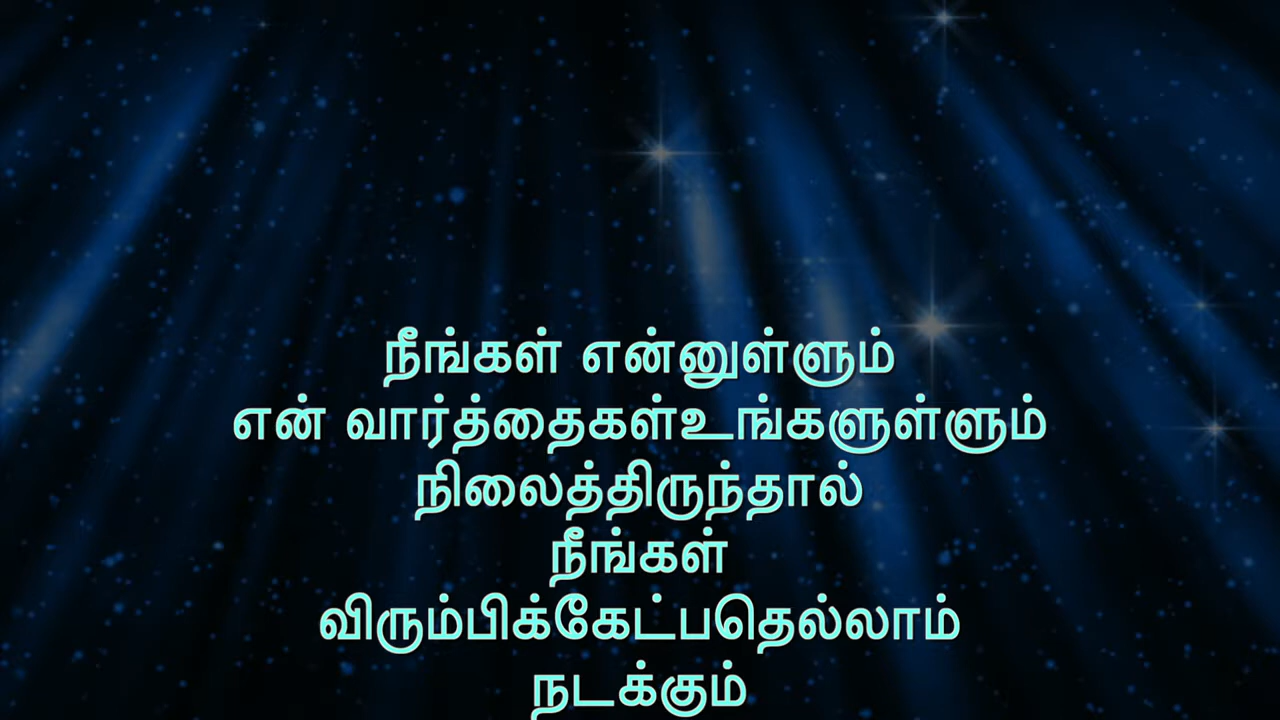 நீங்கள் என்னுள்ளும்
என் வார்த்தைகள்உங்களுள்ளும்
நிலைத்திருந்தால்
நீங்கள்
விரும்பிக்கேட்பதெல்லாம்
நடக்கும்